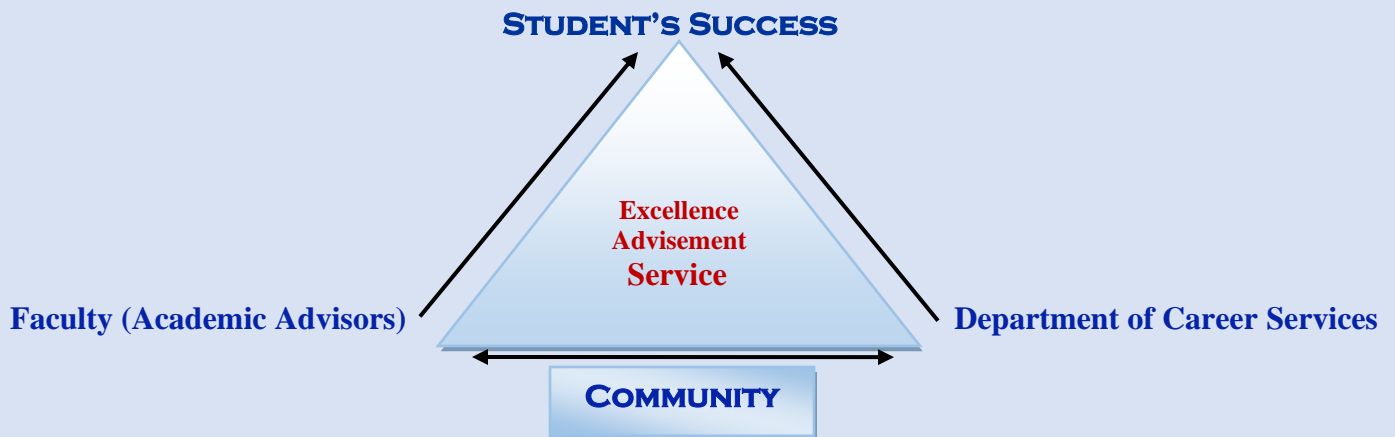 STUDENT'S SUCCESS
Excellence
Advisement
Service
Faculty (Academic Advisors)
Department of Career Services
COMMUNITY